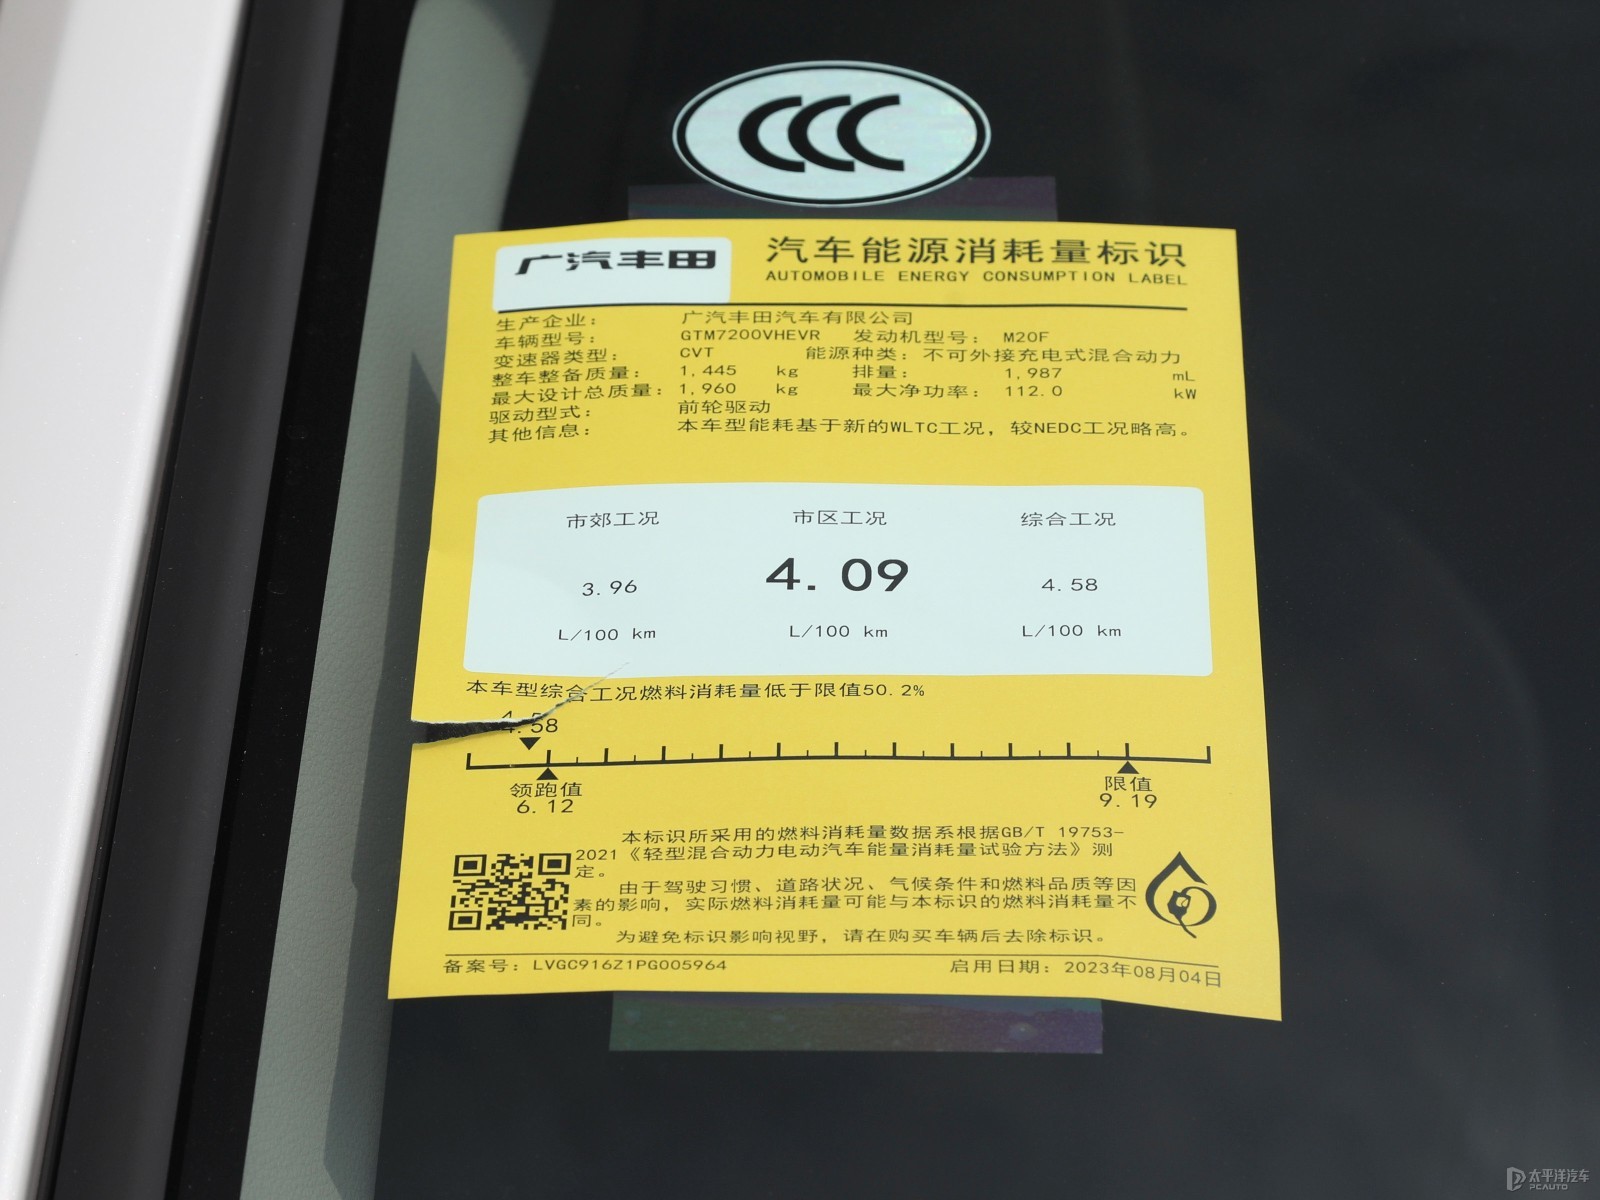 CCC
广汽丰田
汽车能源消耗量标识
AUTOMOBILE ENERGY CONSUMPTION LABEL
生产企业： 广汽丰田汽车有限公司
车辆型号： GTM7200VHEVR 发动机型号： M20F
变速器类型： CVT 能源种类：不可外接充电式混合动力
整车整备质量： 1,445 kg 排量： 1,987 mL
最大设计总质量：1,960 kg 最大净功率： 112.0 kW
驱动型式： 前轮驱动
其他信息： 本车型能耗基于新的WLTC工况，较NEDC工况略高。
市郊工况 市区工况 综合工况
3.96 4.09 4.58
L/100 km L/100 km L/100 km
本车型综合工况燃料消耗量低于限值50.2%
4.58
领跑值 限值
6.12 9.19
本标识所采用的燃料消耗量数据系根据GB/T 19753-
2021《轻型混合动力电动汽车能量消耗量试验方法》测
定。
由于驾驶习惯、道路状况、气候条件和燃料品质等因
素的影响，实际燃料消耗量可能与本标识的燃料消耗量不
同。
为避免标识影响视野，请在购买车辆后去除标识。
备案号：LVGC916Z1PG005964 启用日期：2023年08月04日
太平洋汽车
PCAUTO